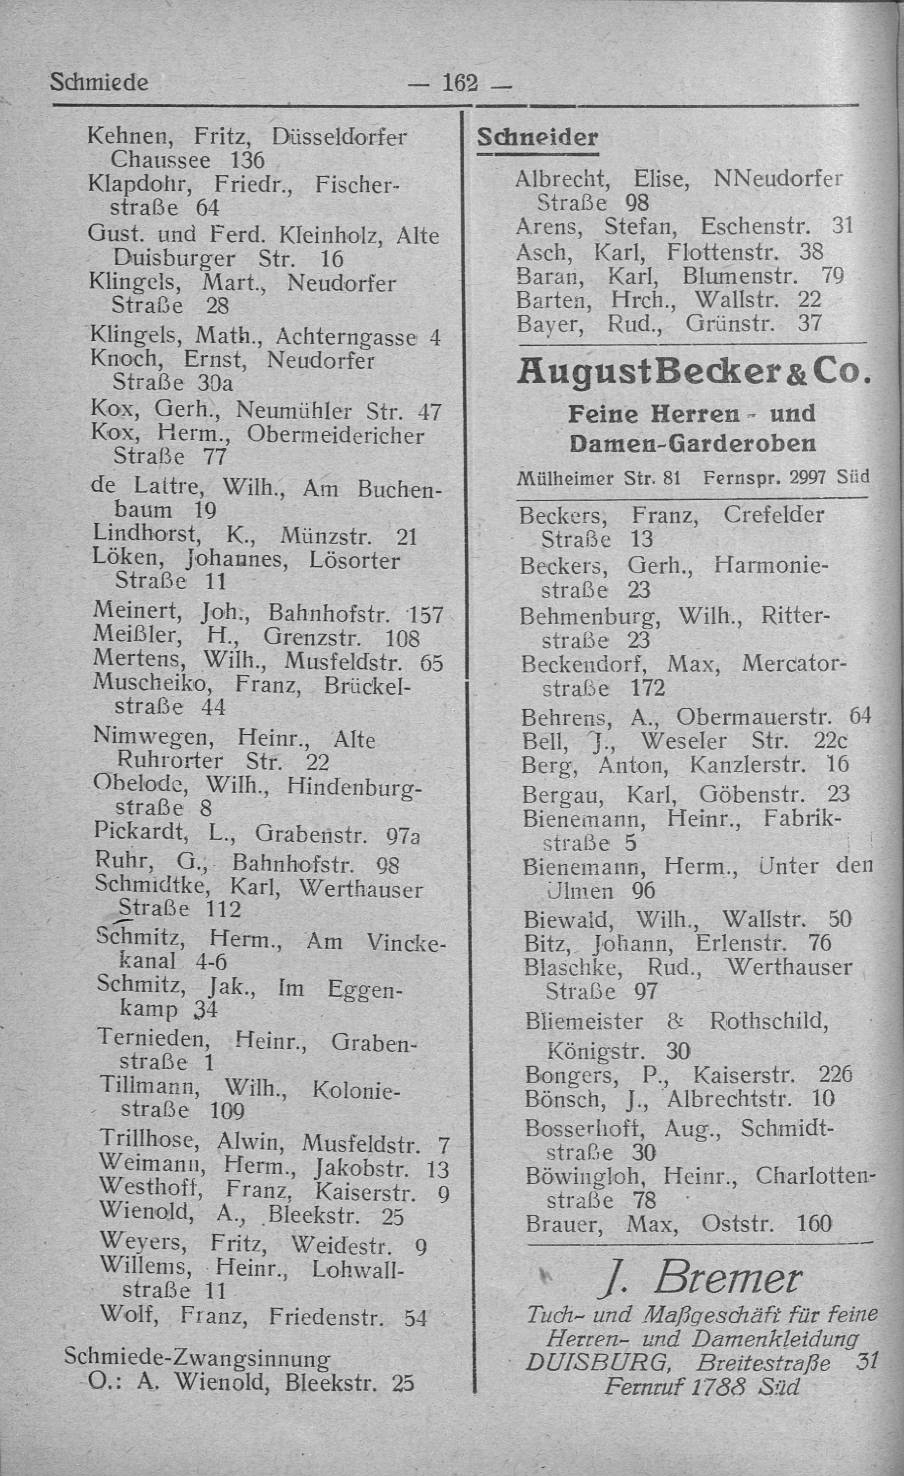 Schmiede
— 162 —
Kehnen, Fritz, Düsseldorfer
Chaussee 136
Klapdohr, Friedr., Fischer-
straße 64
Gust. und Ferd. Kleinholz, Alte
Duisburger Str. 16
Klingels, Mart., Neudorfer
Straße 28
Klingels, Math., Achterngasse 4
Knoch, Ernst, Neudorfer
Straße 30a
Kox, Gerh., Neumühler Str. 47
Kox, Herm., Obermeidericher
Straße 77
de Lattre, Wilh., Am Buchen-
baum 19
Lindhorst, K., Münzstr. 21
Löken, Johannes, Lösorter
Straße 11
Meinert, Joh., Bahnhofstr. 157
Meißler, H., Grenzstr. 108
Mertens, Wilh., Musfeldstr. 65
Muscheiko, Franz, Brückel-
straße 44
Nimwegen, Heinr., Alte
Ruhrorter Str. 22
Obelode, Wilh., Hindenburg-
straße 8
Pickardt, L., Grabenstr. 97a
Ruhr, G., Bahnhofstr. 98
Schmidtke, Karl, Werthauser
Straße 112
Schmitz, Herm., Am Vincke-
kanal 4-6
Schmitz, Jak., Im Eggen-
kamp 34
Ternieden, Heinr., Graben-
straße 1
Tillmann, Wilh., Kolonie-
straße 109
Trillhose, Alwin, Musfeldstr. 7
Weimann, Herm., Jakobstr. 13
Westhoff, Franz, Kaiserstr. 9
Wienold, A., Bleekstr. 25
Weyers, Fritz, Weidestr. 9
Willems, Heinr., Lohwall-
straße 11
Wolf, Franz, Friedenstr. 54
Schmiede-Zwangsinnung
O.: A. Wienold, Bleekstr. 25
Schneider
Albrecht, Elise, NNeudorfer
Straße 98
Arens, Stefan, Eschenstr. 31
Asch, Karl, Flottenstr. 38
Baran, Karl, Blumenstr. 79
Barten, Hrch., Wallstr. 22
Bayer, Rud., Grünstr. 37
August Becker & Co.
Feine Herren- und
Damen-Garderoben
Mülheimer Str. 81 Fernspr. 2997 Süd
Beckers, Franz, Crefelder
Straße 13
Beckers, Gerh., Harmonie-
straße 23
Behmenburg, Wilh., Ritter-
straße 23
Beckendorf, Max, Mercator-
straße 172
Behrens, A., Obermauerstr. 64
Bell, J., Weseler Str. 22c
Berg, Anton, Kanzlerstr. 16
Bergau, Karl, Göbenstr. 23
Bienemann, Heinr., Fabrik-
straße 5
Bienemann, Herm., Unter den
Ulmen 96
Biewald, Wilh., Wallstr. 50
Bitz, Johann, Erlenstr. 76
Blaschke, Rud., Werthauser
Straße 97
Bliemeister & Rothschild,
Königstr. 30
Bongers, P., Kaiserstr. 226
Bönsch, J., Albrechtstr. 10
Bosserhoff, Aug., Schmidt-
straße 30
Böwingloh, Heinr., Charlotten-
straße 78
Brauer, Max, Oststr. 160
J. Bremer
Tuch- und Maßgeschäft für feine
Herren- und Damenkleidung
DUISBURG, Breitestraße 31
Fernruf 1788 Süd